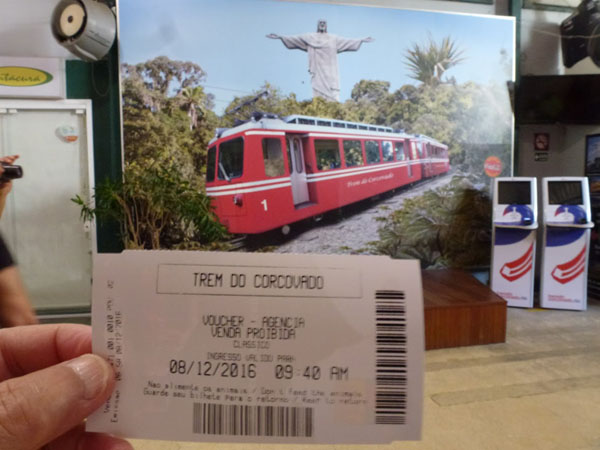 itacura
1
Trem do Corcovado
TREM DO CORCOVADO
VOUCHER - AGENCIA
VENDA PROIBIDA
CLASSICO
INGRESSO VALIDO PARA
08/12/2016 09:40 AM
Nao alimente os animais / Don't feed the animals
Guarde seu bilhete para o retorno / Keep to return